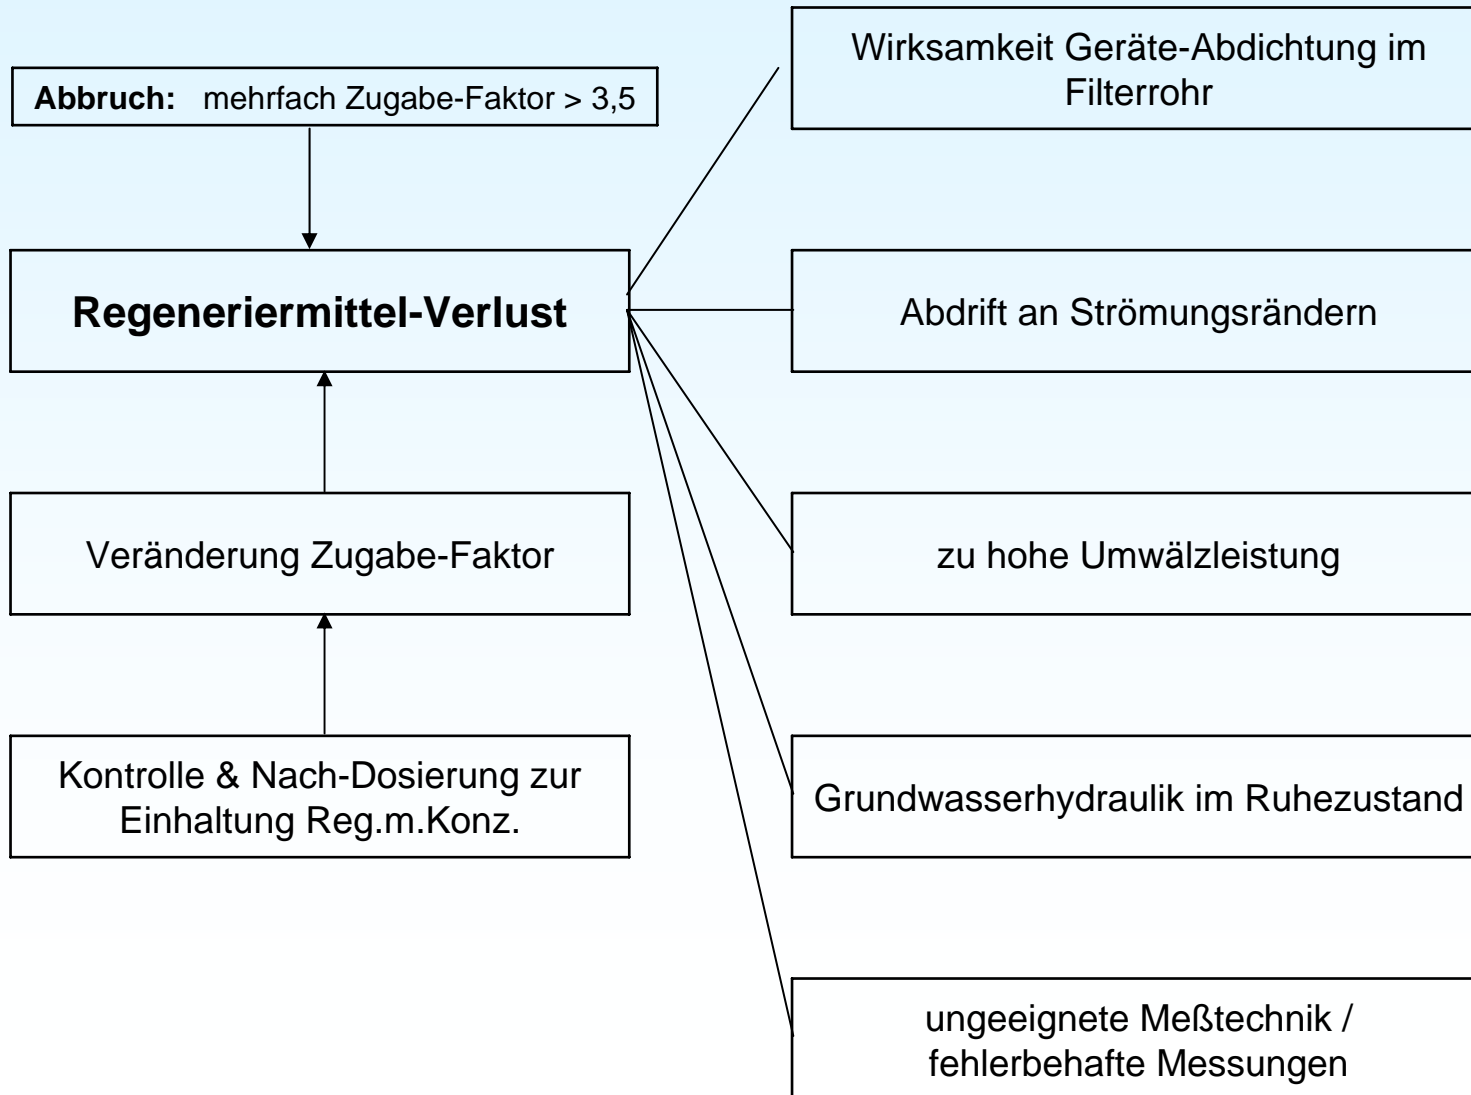 Abbruch: mehrfach Zugabe-Faktor > 3,5
Regeneriermittel-Verlust
Veränderung Zugabe-Faktor
Kontrolle & Nach-Dosierung zur
Einhaltung Reg.m.Konz.
Wirksamkeit Geräte-Abdichtung im
Filterrohr
Abdrift an Strömungsrändern
zu hohe Umwälzleistung
Grundwasserhydraulik im Ruhezustand
ungeeignete Meßtechnik /
fehlerbehafte Messungen